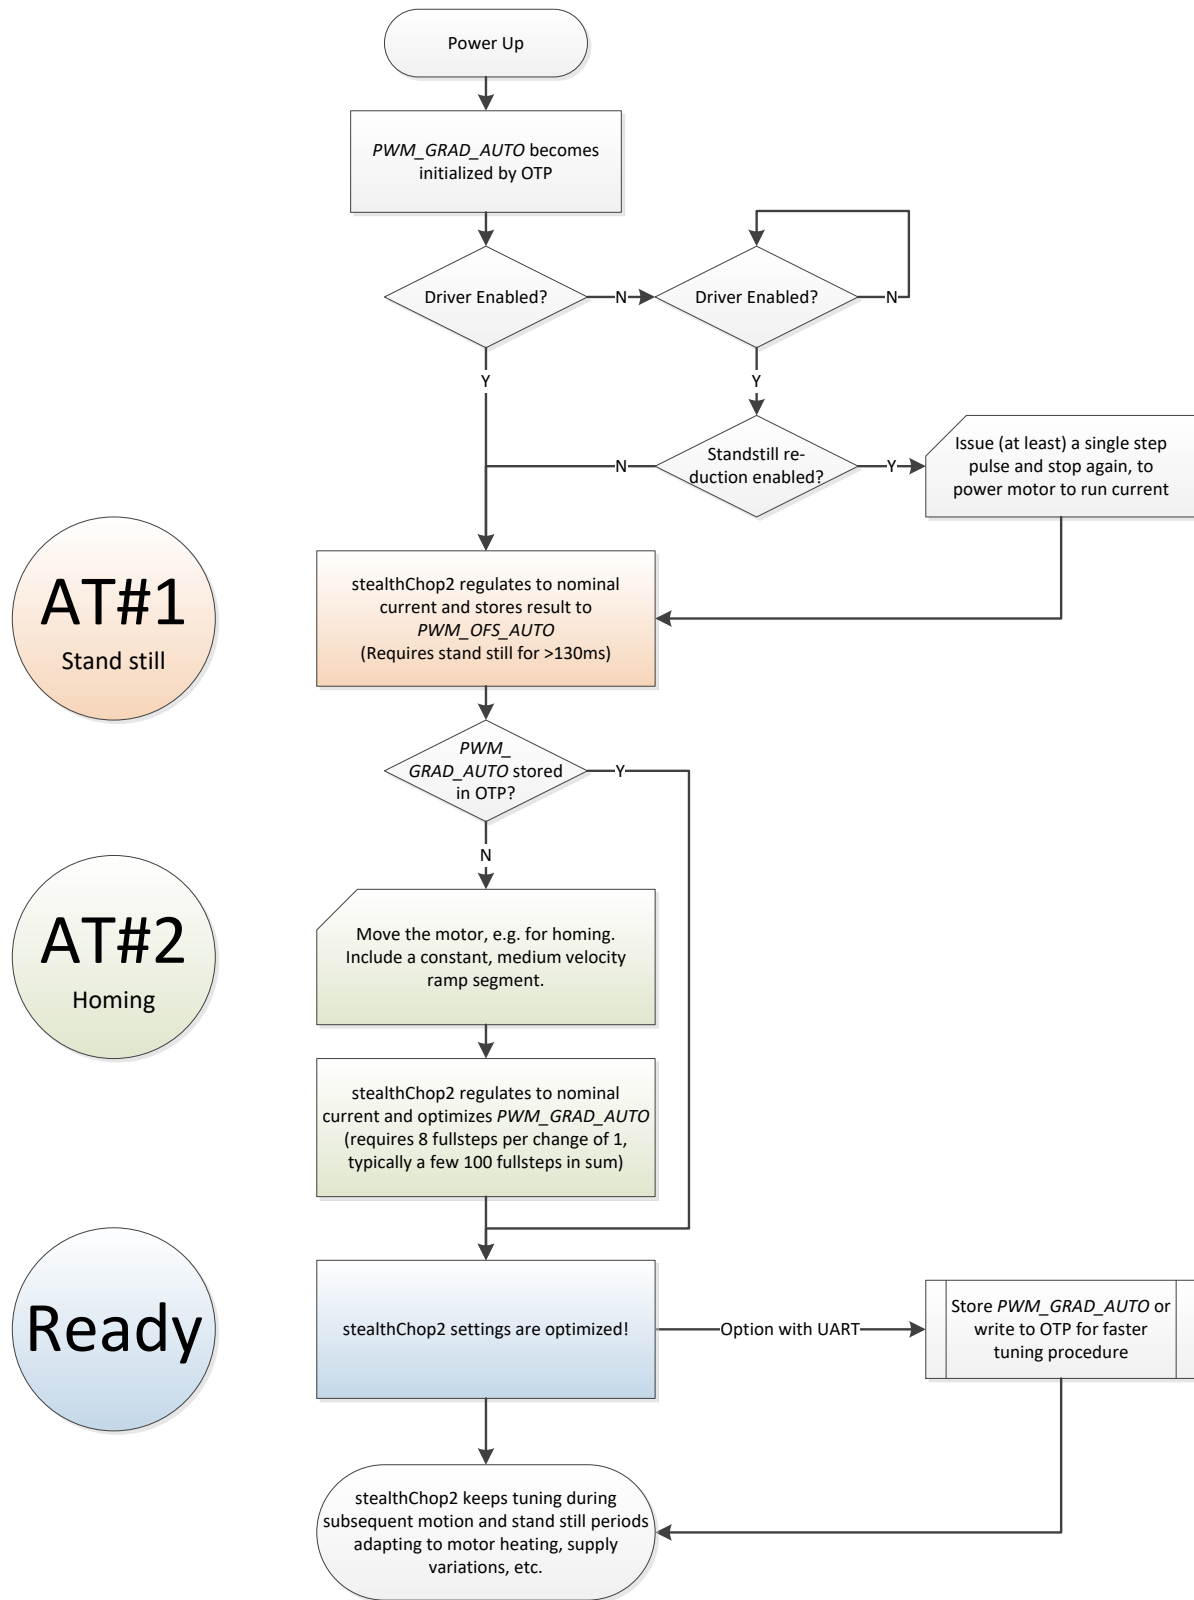 Power Up
PWM_GRAD_AUTO becomes
initialized by OTP
Driver Enabled?
N
Driver Enabled?
N
Y
Y
Standstill re-
duction enabled?
N
Y
Issue (at least) a single step
pulse and stop again, to
power motor to run current
AT#1
Stand still
stealthChop2 regulates to nominal
current and stores result to
PWM_OFS_AUTO
(Requires stand still for >130ms)
PWM_
GRAD_AUTO stored
in OTP?
Y
N
AT#2
Homing
Move the motor, e.g. for homing.
Include a constant, medium velocity
ramp segment.
stealthChop2 regulates to nominal
current and optimizes PWM_GRAD_AUTO
(requires 8 fullsteps per change of 1,
typically a few 100 fullsteps in sum)
Ready
stealthChop2 settings are optimized!
Option with UART
Store PWM_GRAD_AUTO or
write to OTP for faster
tuning procedure
stealthChop2 keeps tuning during
subsequent motion and stand still periods
adapting to motor heating, supply
variations, etc.